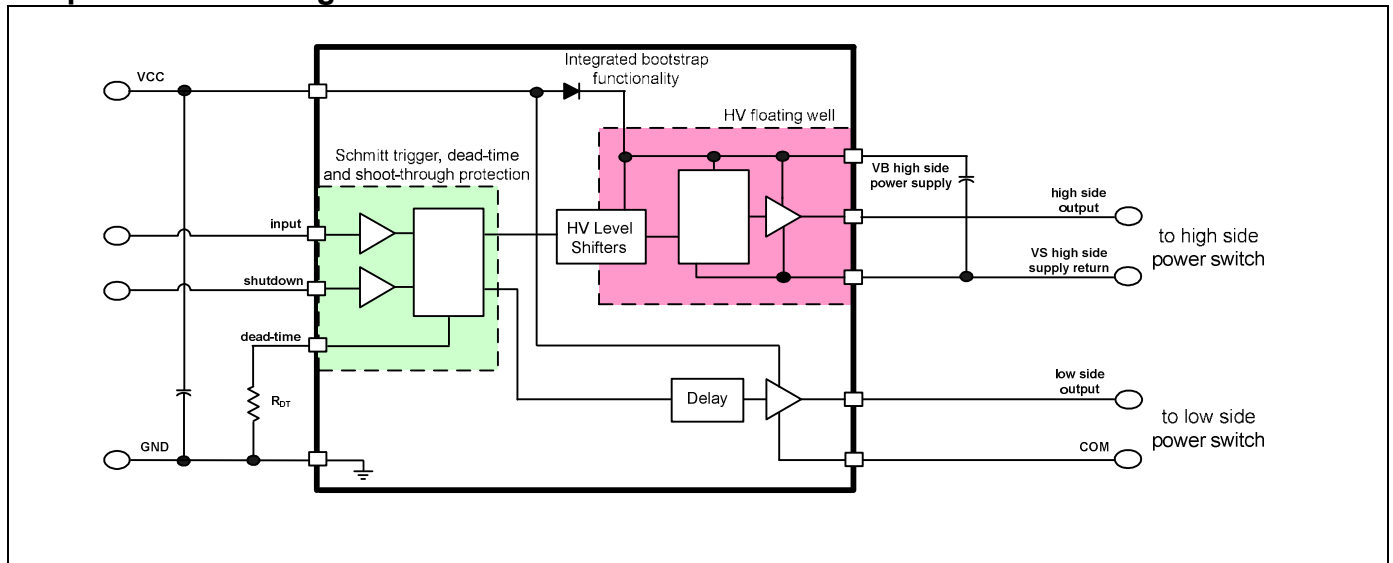 Integrated bootstrap
functionality
VCC
HV floating well
Schmitt trigger, dead-time
and shoot-through protection
VB high side
power supply
high side
output
input
HV Level
Shifters
to high side
power switch
VS high side
supply return
shutdown
dead-time
RDT
low side
output
Delay
to low side
power switch
GND
COM